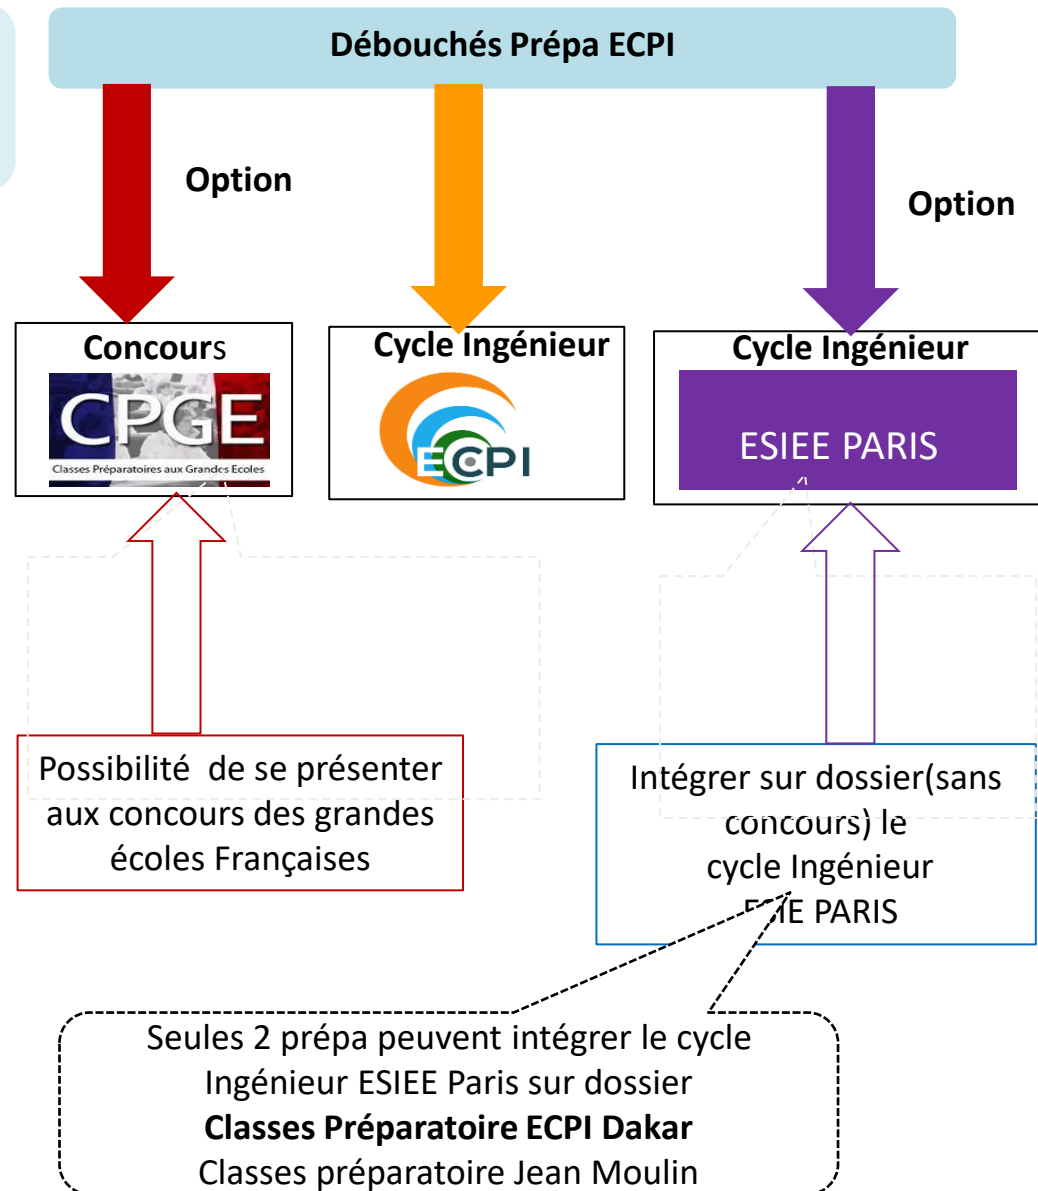 Débouchés Prépa ECPI
Option
Option
Concours
CPGE
Classes Préparatoires aux Grandes Ecoles
Cycle Ingénieur
ECPI
Cycle Ingénieur
ESIEE PARIS
Possibilité de se présenter
aux concours des grandes
écoles Françaises
Intégrer sur dossier(sans
concours) le
cycle Ingénieur
ESIE PARIS
Seules 2 prépa peuvent intégrer le cycle
Ingénieur ESIEE Paris sur dossier
Classes Préparatoire ECPI Dakar
Classes préparatoire Jean Moulin